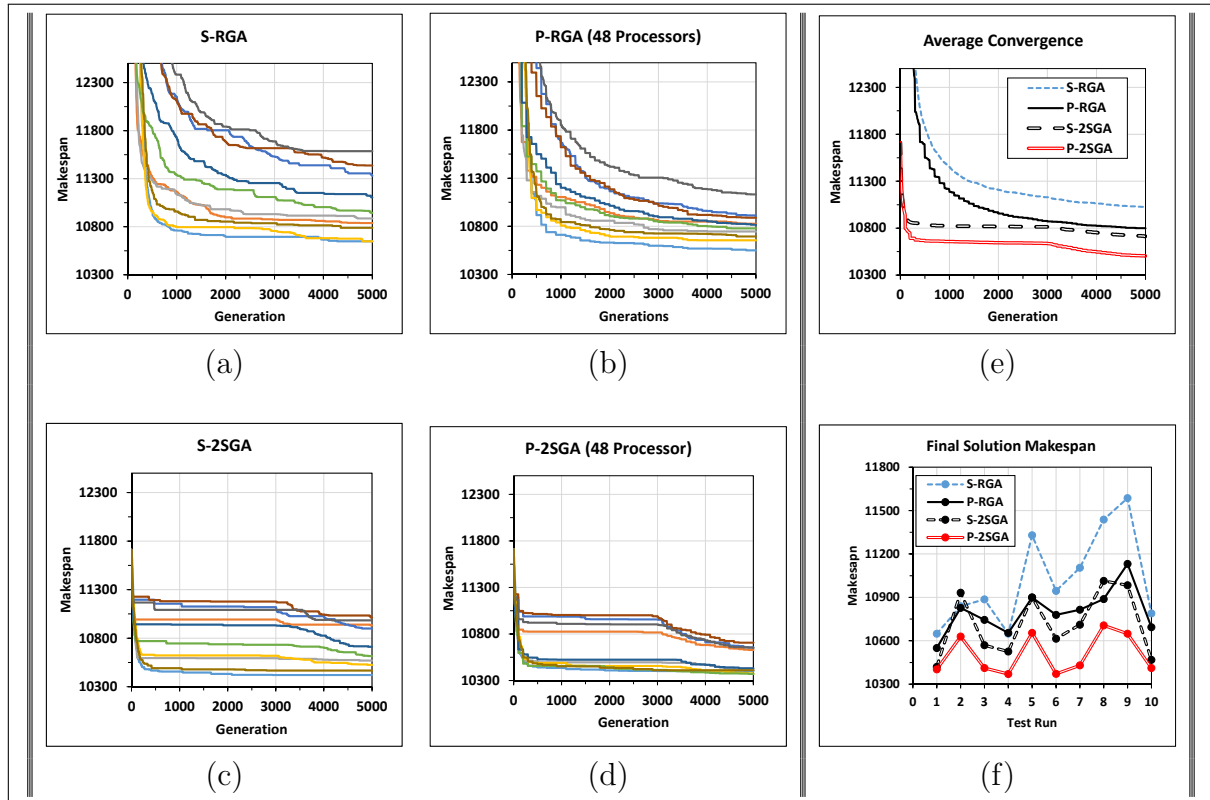 S-RGA
Makespan
12300
11800
11300
10800
10300
0 1000 2000 3000 4000 5000
Generation
(a)
P-RGA (48 Processors)
Makespan
12300
11800
11300
10800
10300
0 1000 2000 3000 4000 5000
Gnerations
(b)
Average Convergence
Makespan
12300
11800
11300
10800
10300
S-RGA
P-RGA
S-2SGA
P-2SGA
0 1000 2000 3000 4000 5000
Generation
(e)
S-2SGA
Makespan
12300
11800
11300
10800
10300
0 1000 2000 3000 4000 5000
Generation
(c)
P-2SGA (48 Processor)
Makespan
12300
11800
11300
10800
10300
0 1000 2000 3000 4000 5000
Generation
(d)
Final Solution Makespan
Makesapn
11800
11500
11200
10900
10600
10300
S-RGA
P-RGA
S-2SGA
P-2SGA
0 1 2 3 4 5 6 7 8 9 10
Test Run
(f)